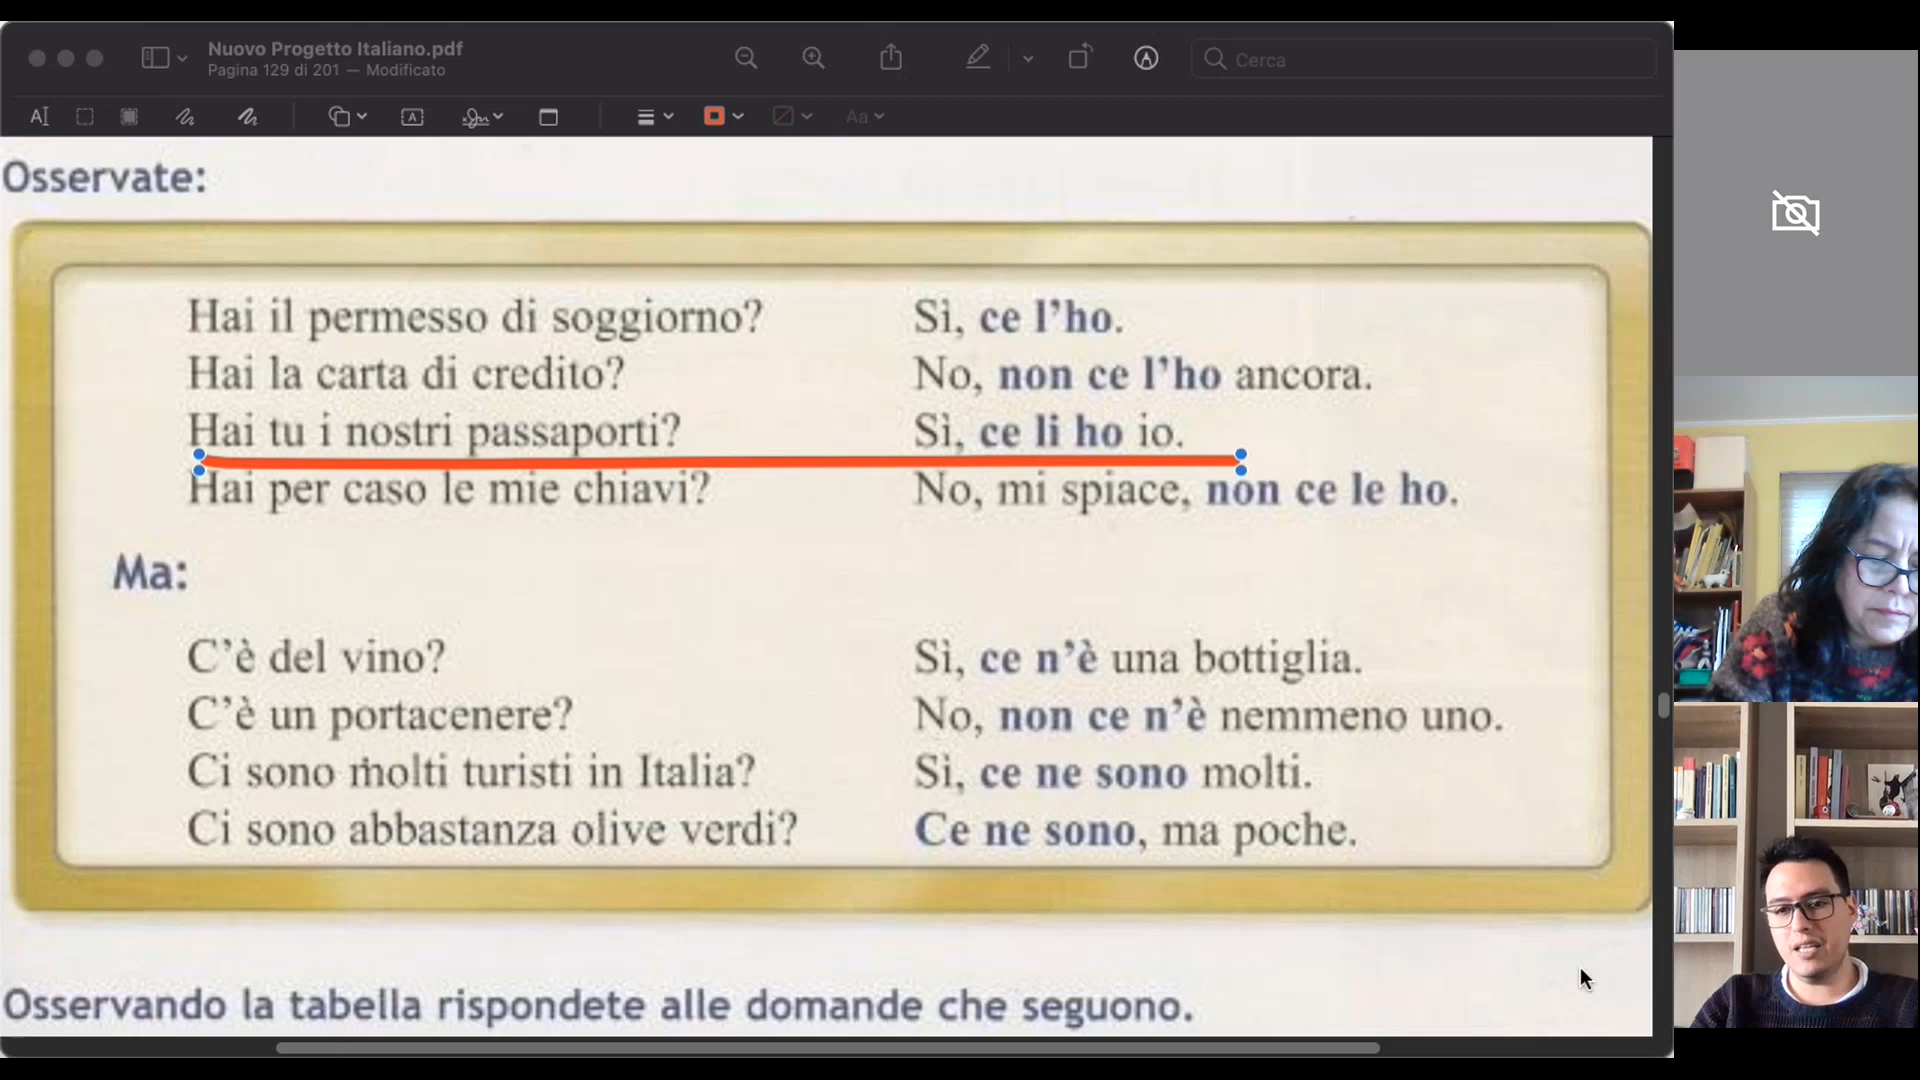 Nuovo Progetto Italiano.pdf
Pagina 129 di 201 — Modificato
Cerca
Osservate:
Hai il permesso di soggiorno? Sì, ce l'ho.
Hai la carta di credito? No, non ce l'ho ancora.
Hai tu i nostri passaporti? Sì, ce li ho io.
Hai per caso le mie chiavi? No, mi spiace, non ce le ho.
Ma:
C'è del vino? Sì, ce n'è una bottiglia.
C'è un portacenere? No, non ce n'è nemmeno uno.
Ci sono molti turisti in Italia? Sì, ce ne sono molti.
Ci sono abbastanza olive verdi? Ce ne sono, ma poche.
Osservando la tabella rispondete alle domande che seguono.